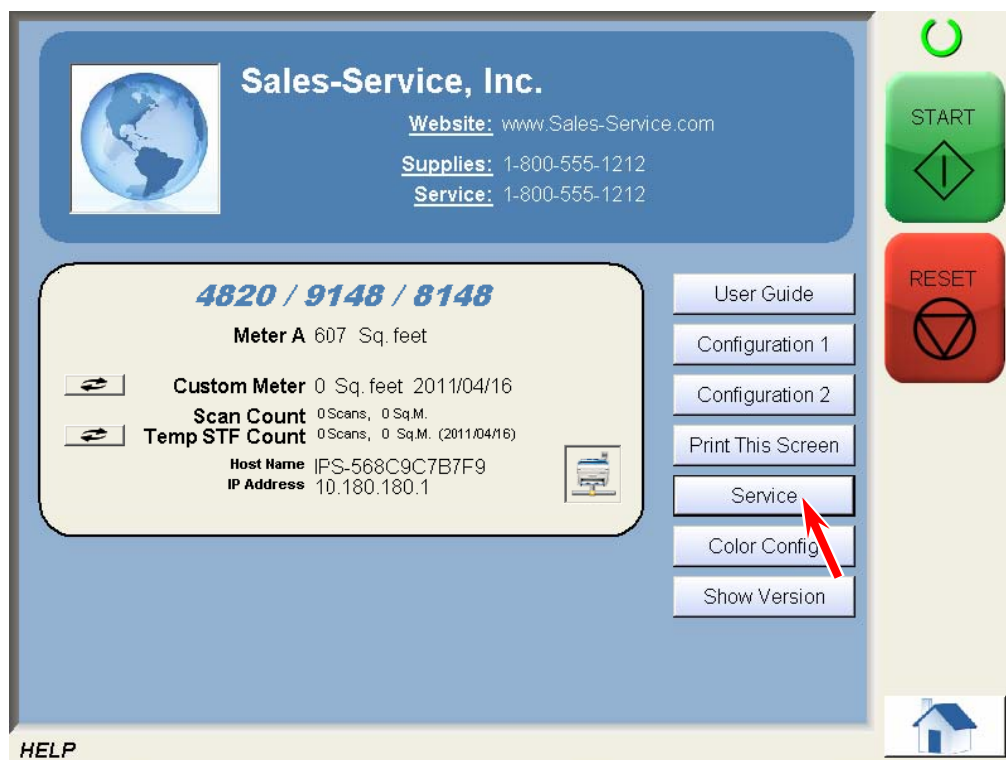 Sales-Service, Inc.
Website: www.Sales-Service.com
Supplies: 1-800-555-1212
Service: 1-800-555-1212
START
RESET
4820 / 9148 / 8148
Meter A 607 Sq. feet
Custom Meter 0 Sq. feet 2011/04/16
Scan Count 0 Scans, 0 Sq.M.
Temp STF Count 0 Scans, 0 Sq.M. (2011/04/16)
Host Name IPS-568C9C7B7F9
IP Address 10.180.180.1
User Guide
Configuration 1
Configuration 2
Print This Screen
Service
Color Config
Show Version
HELP